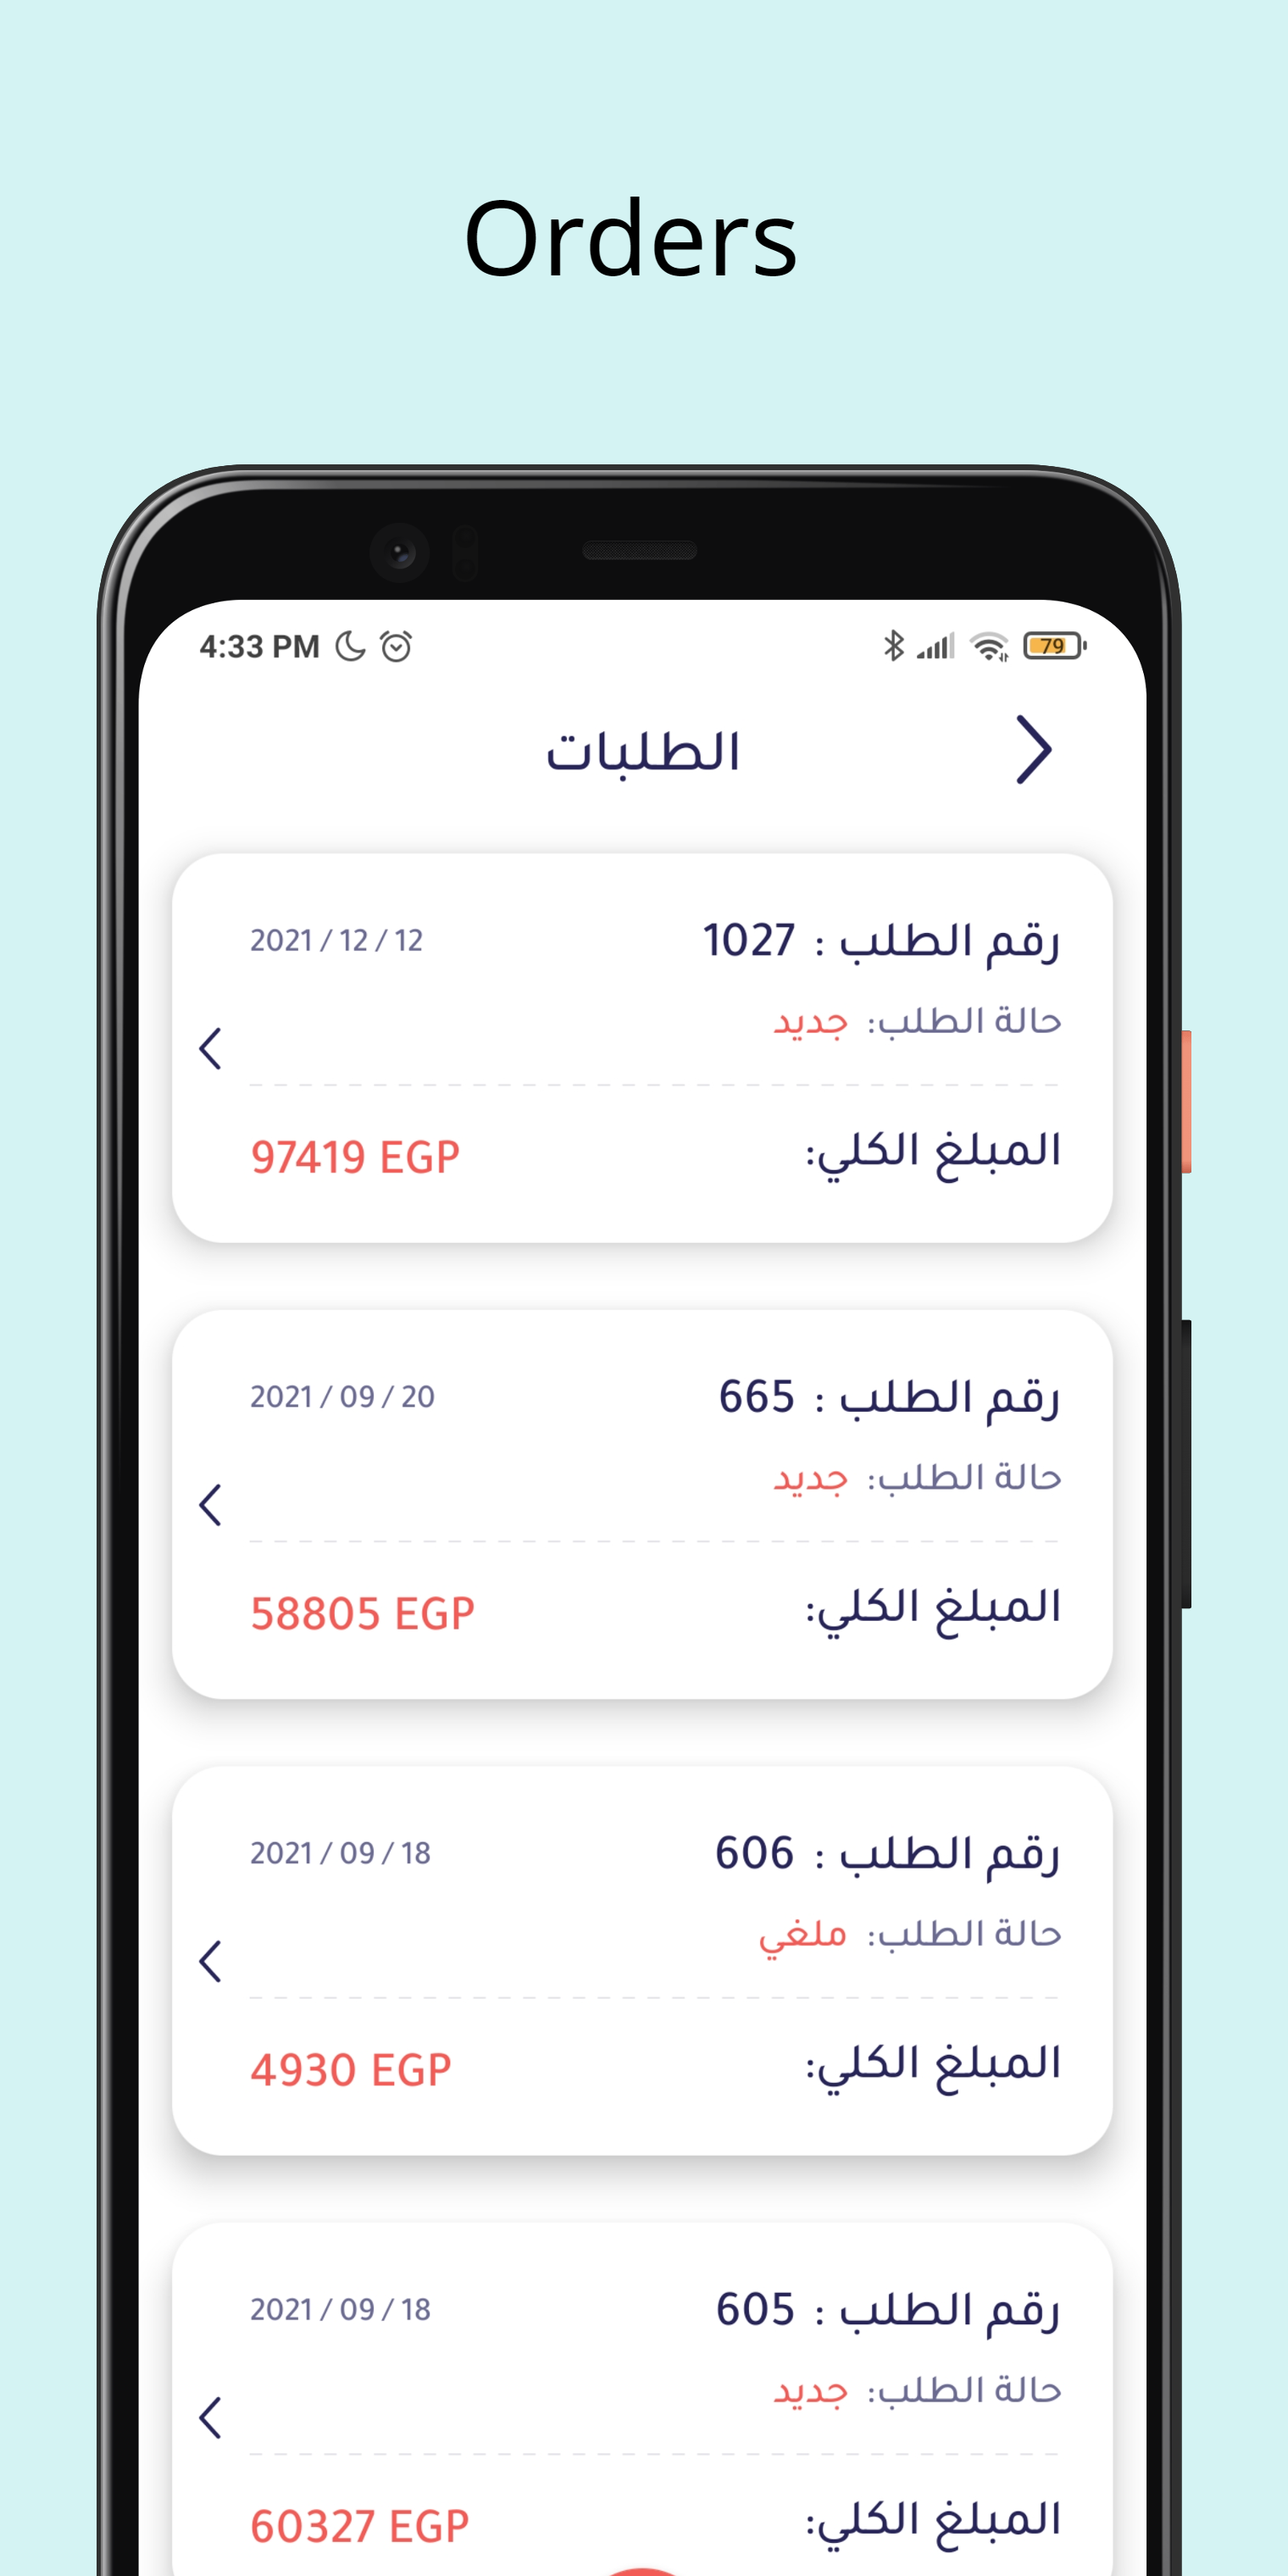 Orders
4:33 PM 79
الطلبات
رقم الطلب : 1027 2021 / 12 / 12
حالة الطلب: جديد
المبلغ الكلي: 97419 EGP
رقم الطلب : 665 2021 / 09 / 20
حالة الطلب: جديد
المبلغ الكلي: 58805 EGP
رقم الطلب : 606 2021 / 09 / 18
حالة الطلب: ملغي
المبلغ الكلي: 4930 EGP
رقم الطلب : 605 2021 / 09 / 18
حالة الطلب: جديد
المبلغ الكلي: 60327 EGP